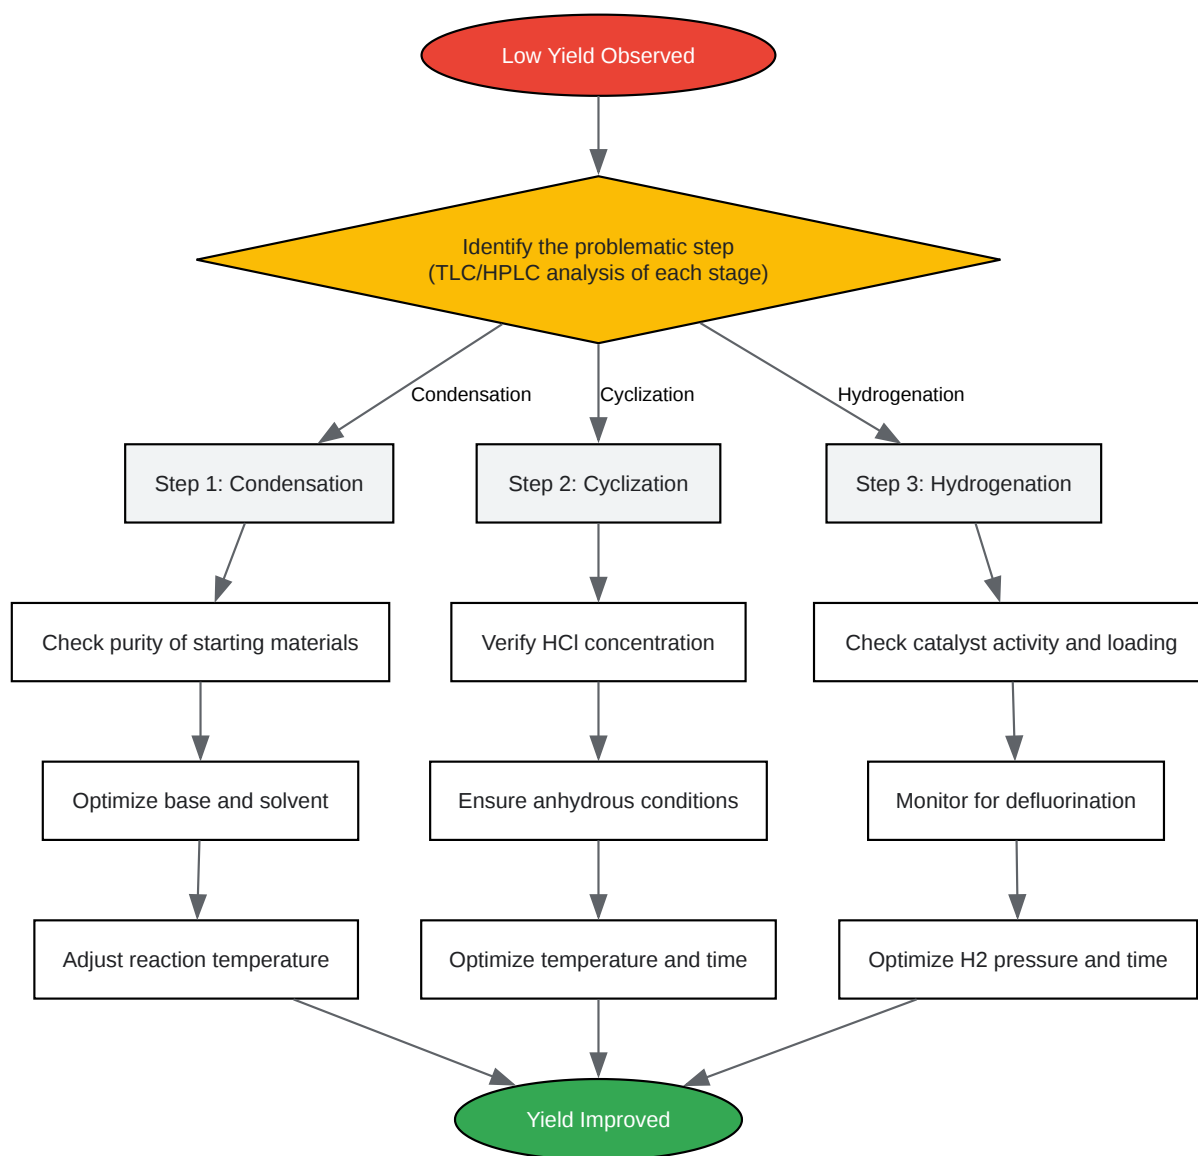 Low Yield Observed
Identify the problematic step
(TLC/HPLC analysis of each stage)
Condensation
Cyclization
Hydrogenation
Step 1: Condensation
Step 2: Cyclization
Step 3: Hydrogenation
Check purity of starting materials
Verify HCl concentration
Check catalyst activity and loading
Optimize base and solvent
Ensure anhydrous conditions
Monitor for defluorination
Adjust reaction temperature
Optimize temperature and time
Optimize H2 pressure and time
Yield Improved